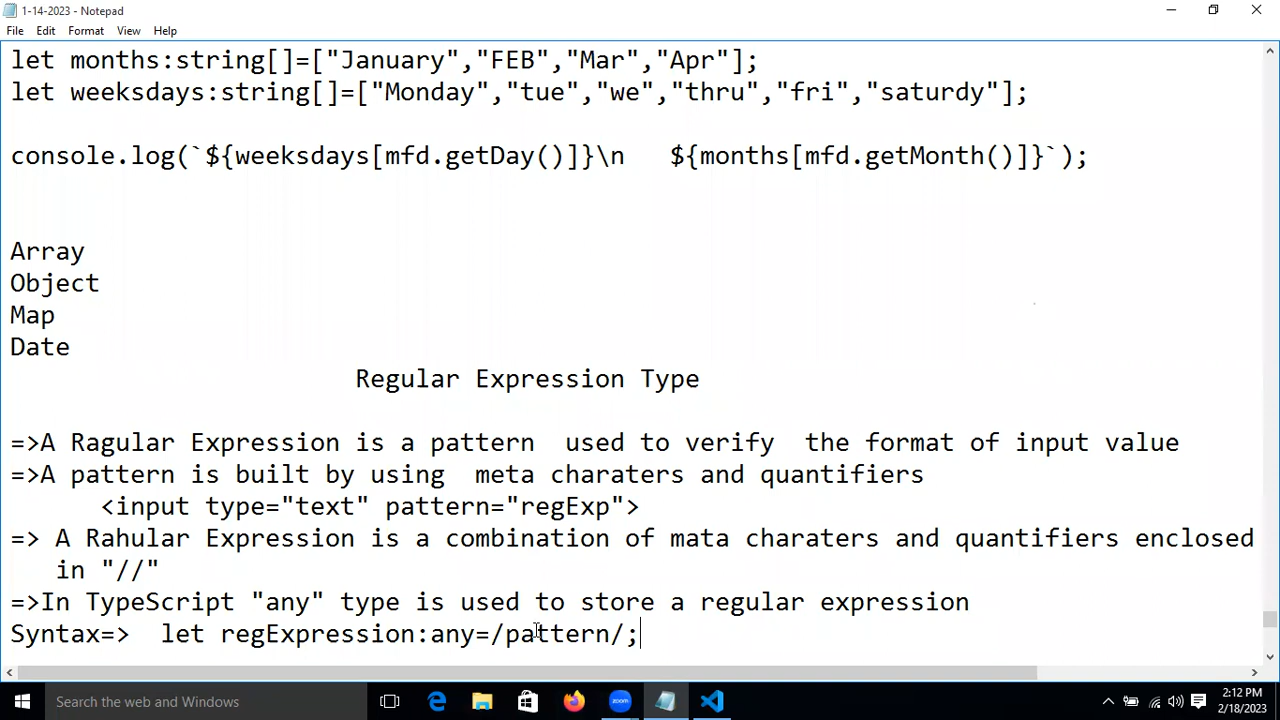 1-14-2023 - Notepad
File Edit Format View Help
let months:string[]=["January","FEB","Mar","Apr"];
let weeksdays:string[]=["Monday","tue","we","thru","fri","saturdy"];
console.log(`${weeksdays[mfd.getDay()]}\n   ${months[mfd.getMonth()]}`);
Array
Object
Map
Date
Regular Expression Type
=>A Ragular Expression is a pattern  used to verify  the format of input value
=>A pattern is built by using  meta charaters and quantifiers
<input type="text" pattern="regExp">
=> A Rahular Expression is a combination of mata charaters and quantifiers enclosed
in "//"
=>In TypeScript "any" type is used to store a regular expression
Syntax=>  let regExpression:any=/pattern/;
Search the web and Windows
zoom
2:12 PM
2/18/2023